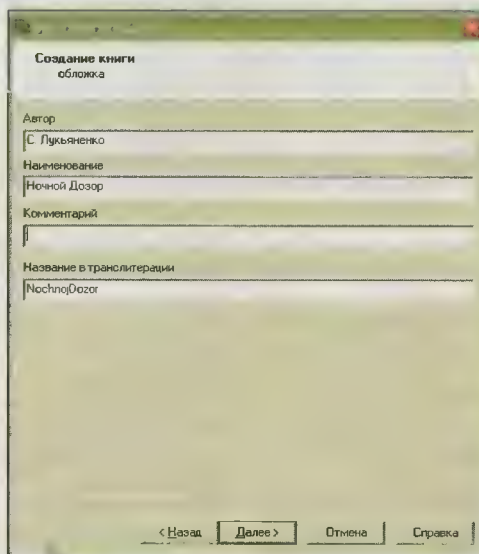 Создание книги
обложка
Автор
С. Лукьяненко
Наименование
Ночной Дозор
Комментарий
Название в транслитерации
NochnojDozor
< Назад Далее > Отмена Справка